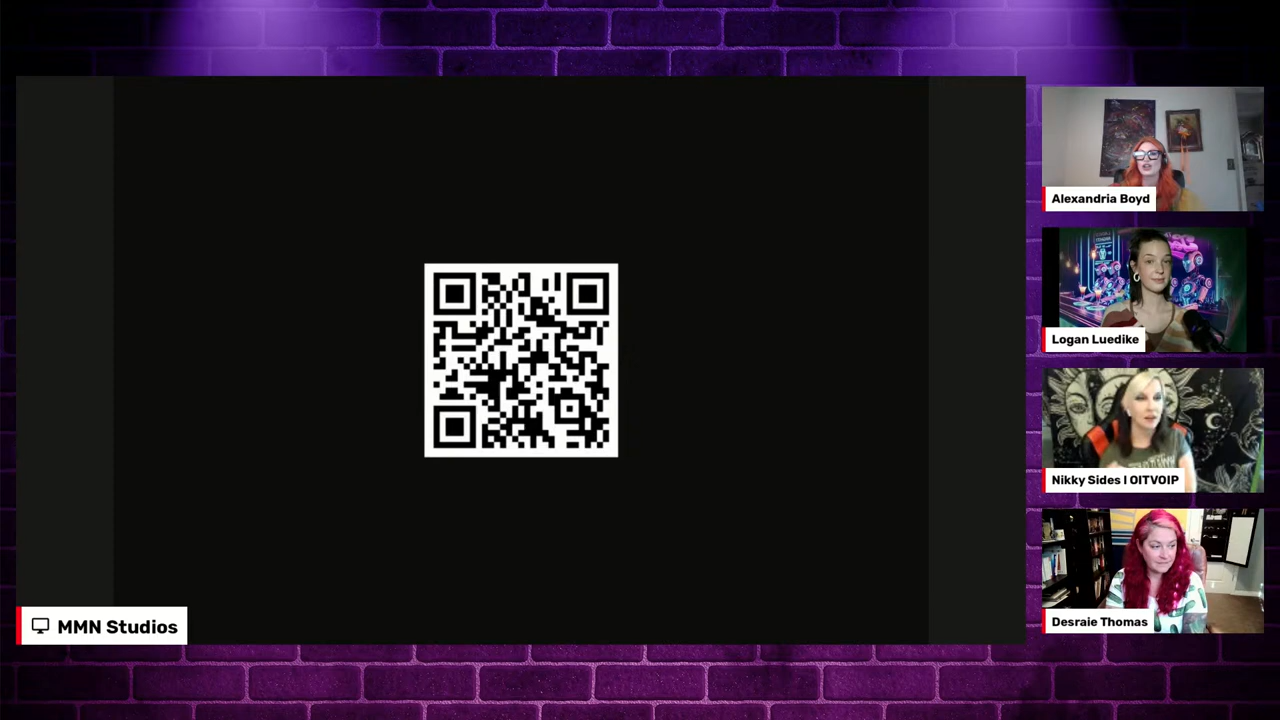 Alexandria Boyd
Logan Luedike
Nikky Sides I OITVOIP
Desraie Thomas
MMN Studios